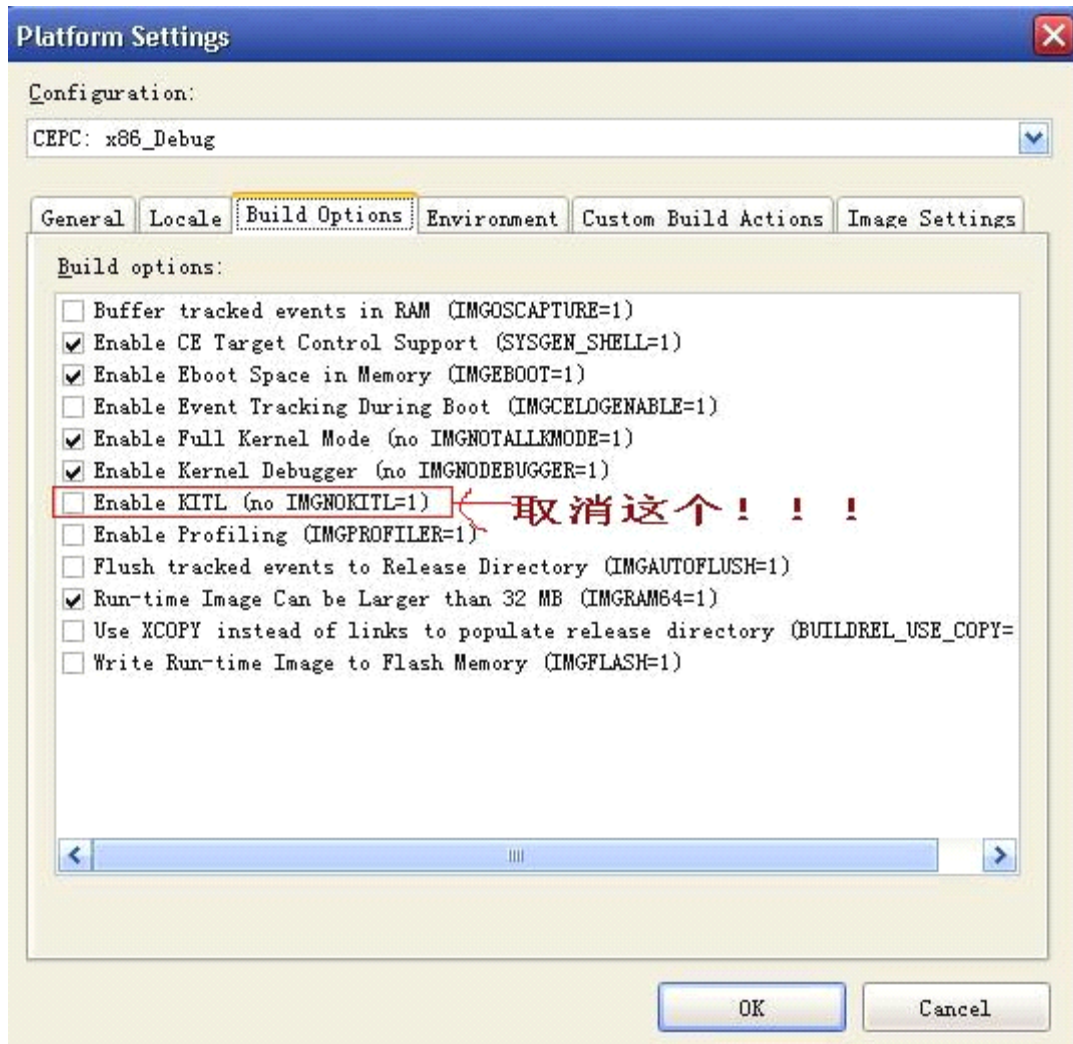 Platform Settings
Configuration:
CEPC: x86_Debug
General Locale Build Options Environment Custom Build Actions Image Settings
Build options:
Buffer tracked events in RAM (IMGOSCAPTURE=1)
Enable CE Target Control Support (SYSGEN_SHELL=1)
Enable Eboot Space in Memory (IMGEBOOT=1)
Enable Event Tracking During Boot (IMGCELOGENABLE=1)
Enable Full Kernel Mode (no IMGNOTALLKMODE=1)
Enable Kernel Debugger (no IMGNODEBUGGER=1)
Enable KITL (no IMGNOKITL=1) 取消这个！！！
Enable Profiling (IMGPROFILER=1)
Flush tracked events to Release Directory (IMGAUTOFLUSH=1)
Run-time Image Can be Larger than 32 MB (IMGRAM64=1)
Use XCOPY instead of links to populate release directory (BUILDREL_USE_COPY=
Write Run-time Image to Flash Memory (IMGFLASH=1)
OK Cancel